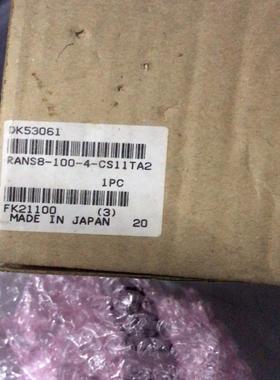 DK53061
RANS8-100-4-CS11TA2
1PC
FK21100 (3)
MADE IN JAPAN 20